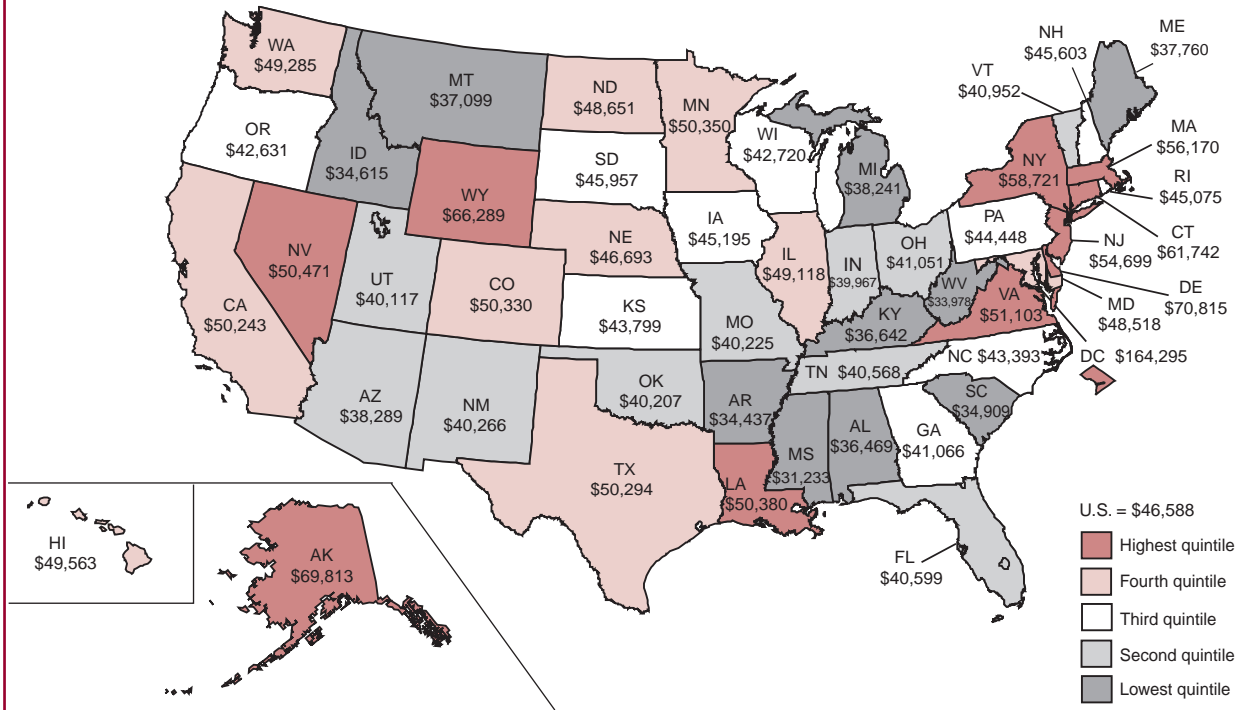 WA
$49,285
MT
$37,099
ND
$48,651
MN
$50,350
OR
$42,631
ID
$34,615
WY
$66,289
SD
$45,957
WI
$42,720
MI
$38,241
NH
$45,603
ME
$37,760
VT
$40,952
MA
$56,170
NY
$58,721
RI
$45,075
CT
$61,742
PA
$44,448
NJ
$54,699
DE
$70,815
MD
$48,518
DC $164,295
NV
$50,471
CA
$50,243
UT
$40,117
CO
$50,330
NE
$46,693
IA
$45,195
IL
$49,118
IN
$39,967
OH
$41,051
WV
$33,978
VA
$51,103
KS
$43,799
MO
$40,225
KY
$36,642
TN $40,568
NC $43,393
AZ
$38,289
NM
$40,266
OK
$40,207
AR
$34,437
SC
$34,909
GA
$41,066
AL
$36,469
MS
$31,233
LA
$50,380
TX
$50,294
FL
$40,599
HI
$49,563
AK
$69,813
U.S. = $46,588
Highest quintile
Fourth quintile
Third quintile
Second quintile
Lowest quintile